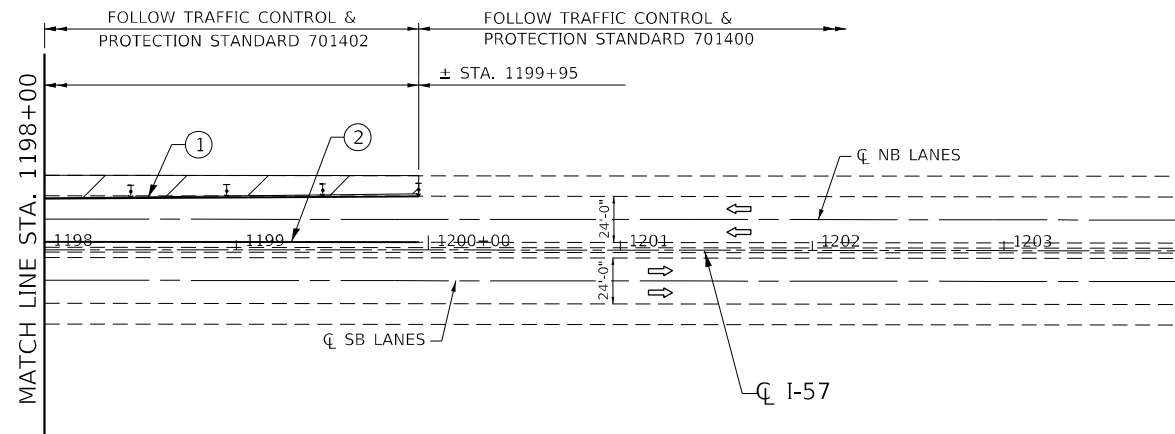 FOLLOW TRAFFIC CONTROL &
PROTECTION STANDARD 701402
FOLLOW TRAFFIC CONTROL &
PROTECTION STANDARD 701400
± STA. 1199+95
MATCH LINE STA. 1198+00
1
2
℄ NB LANES
24'-0"
1198
1199
1200+00
1201
1202
1203
24'-0"
℄ SB LANES
℄ I-57